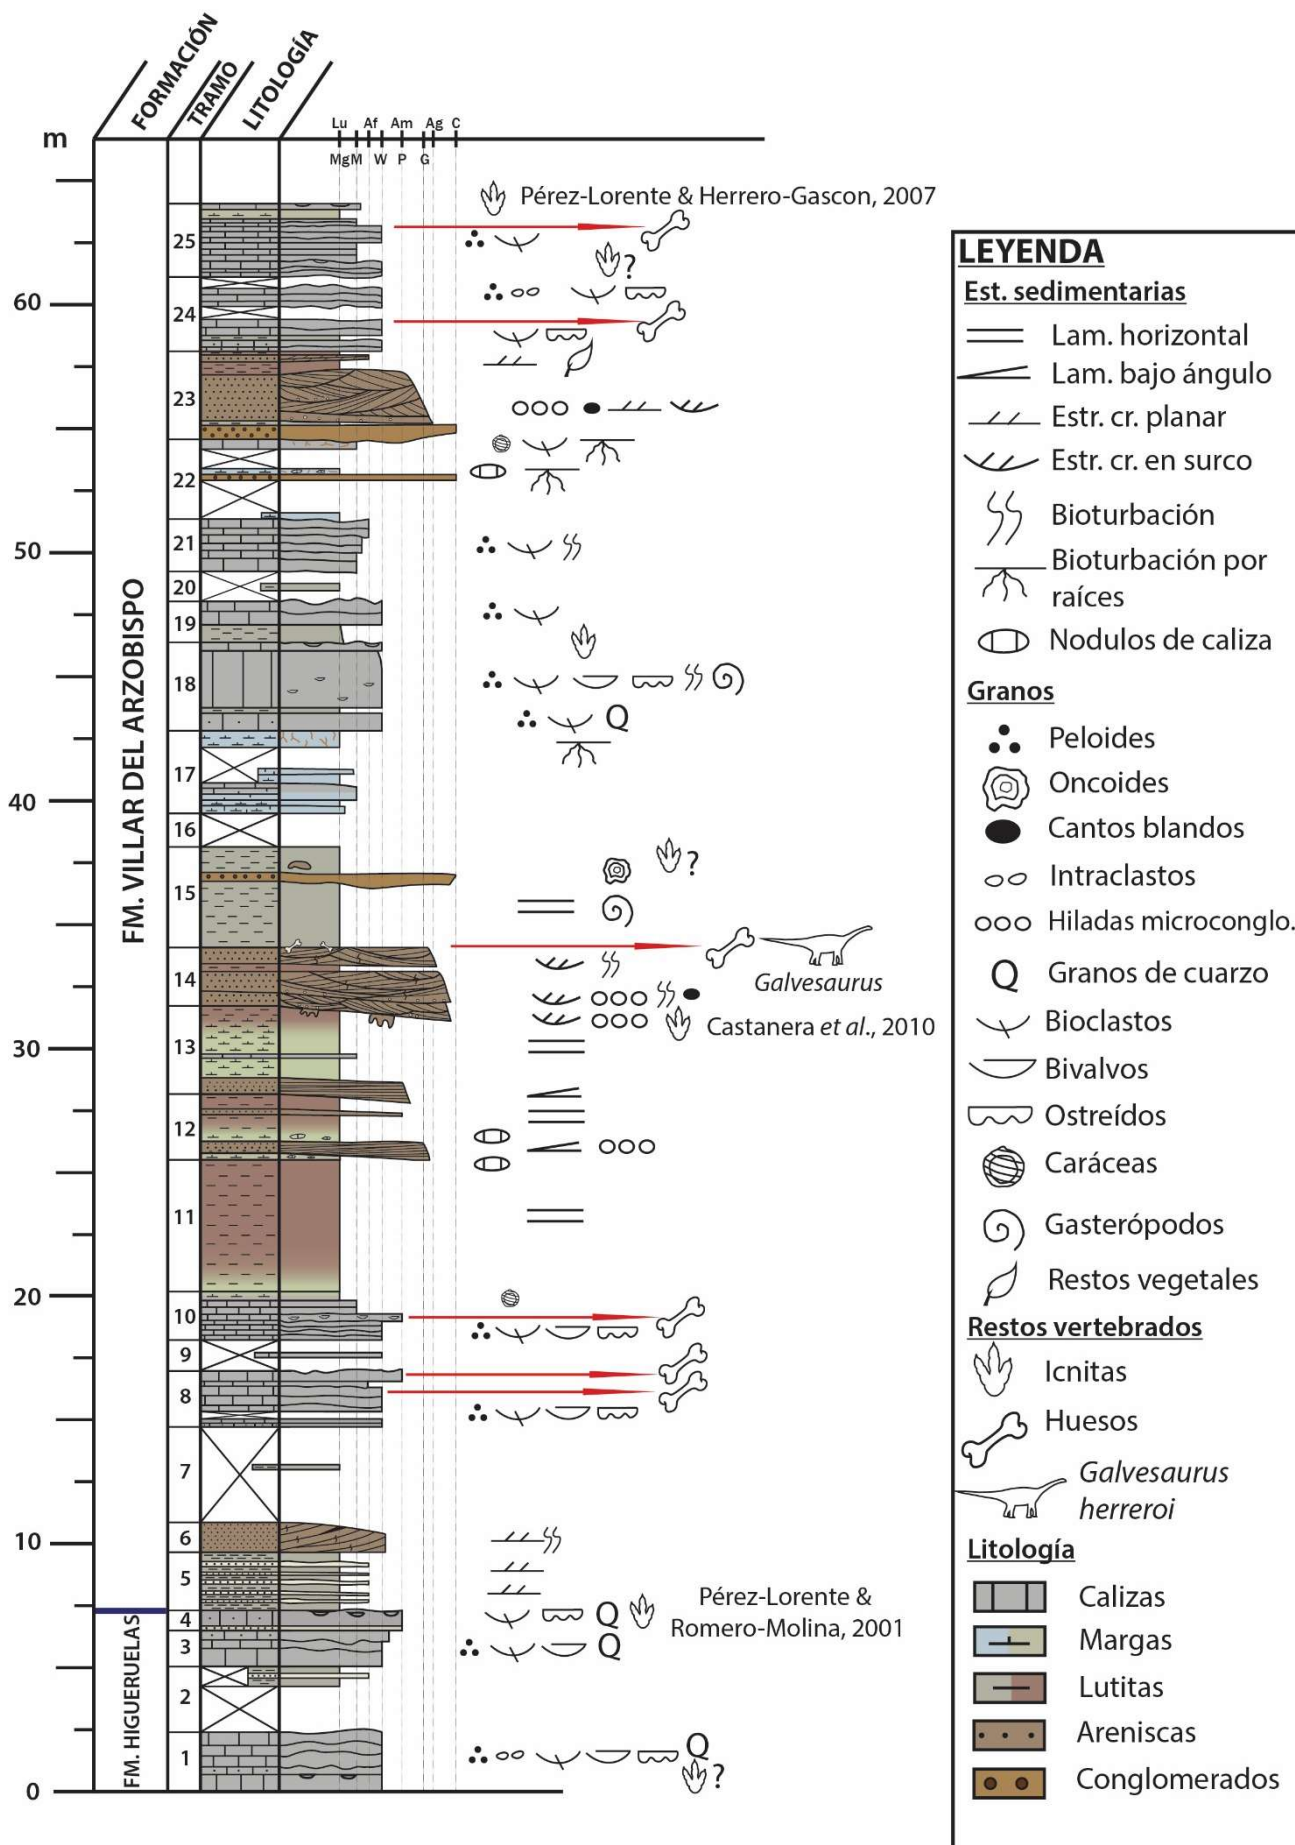 FORMACIÓN
TRAMO
LITOLOGÍA
m
Lu Af Am Ag C
Mg M W P G
Pérez-Lorente & Herrero-Gascon, 2007
25
?
60
24
23
22
50
21
20
19
18
Q
17
40
16
?
15
14
Galvesaurus
Castanera et al., 2010
13
30
12
11
20
10
9
8
7
6
10
5
Pérez-Lorente &
Romero-Molina, 2001
4
Q
3
Q
2
1
Q
?
0
FM. VILLAR DEL ARZOBISPO
FM. HIGUERUELAS
LEYENDA
Est. sedimentarias
Lam. horizontal
Lam. bajo ángulo
Estr. cr. planar
Estr. cr. en surco
Bioturbación
Bioturbación por
raíces
Nodulos de caliza
Granos
Peloides
Oncoides
Cantos blandos
Intraclastos
Hiladas microconglo.
Q Granos de cuarzo
Bioclastos
Bivalvos
Ostreídos
Caráceas
Gasterópodos
Restos vegetales
Restos vertebrados
Icnitas
Huesos
Galvesaurus
herreroi
Litología
Calizas
Margas
Lutitas
Areniscas
Conglomerados